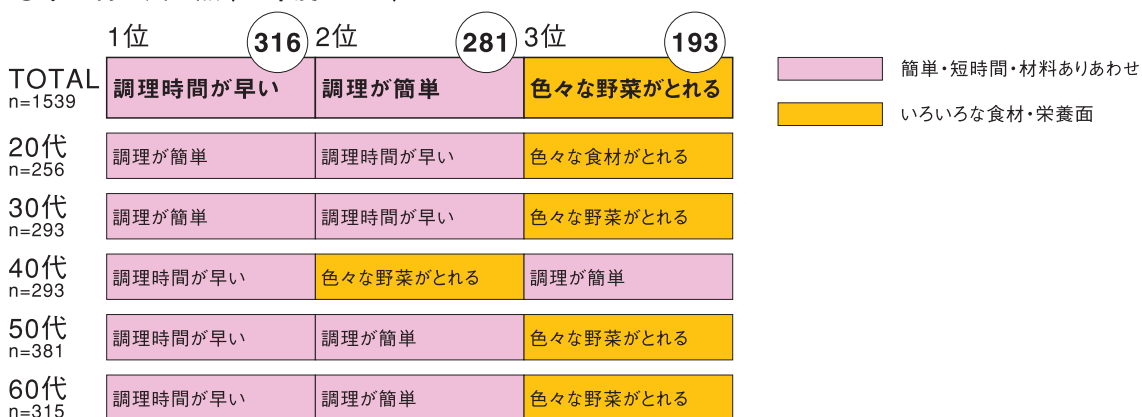 1位 316 2位 281 3位 193
TOTAL
n=1539
調理時間が早い 調理が簡単 色々な野菜がとれる
簡単・短時間・材料ありあわせ
いろいろな食材・栄養面
20代
n=256
調理が簡単 調理時間が早い 色々な食材がとれる
30代
n=293
調理が簡単 調理時間が早い 色々な野菜がとれる
40代
n=293
調理時間が早い 色々な野菜がとれる 調理が簡単
50代
n=381
調理時間が早い 調理が簡単 色々な野菜がとれる
60代
n=315
調理時間が早い 調理が簡単 色々な野菜がとれる